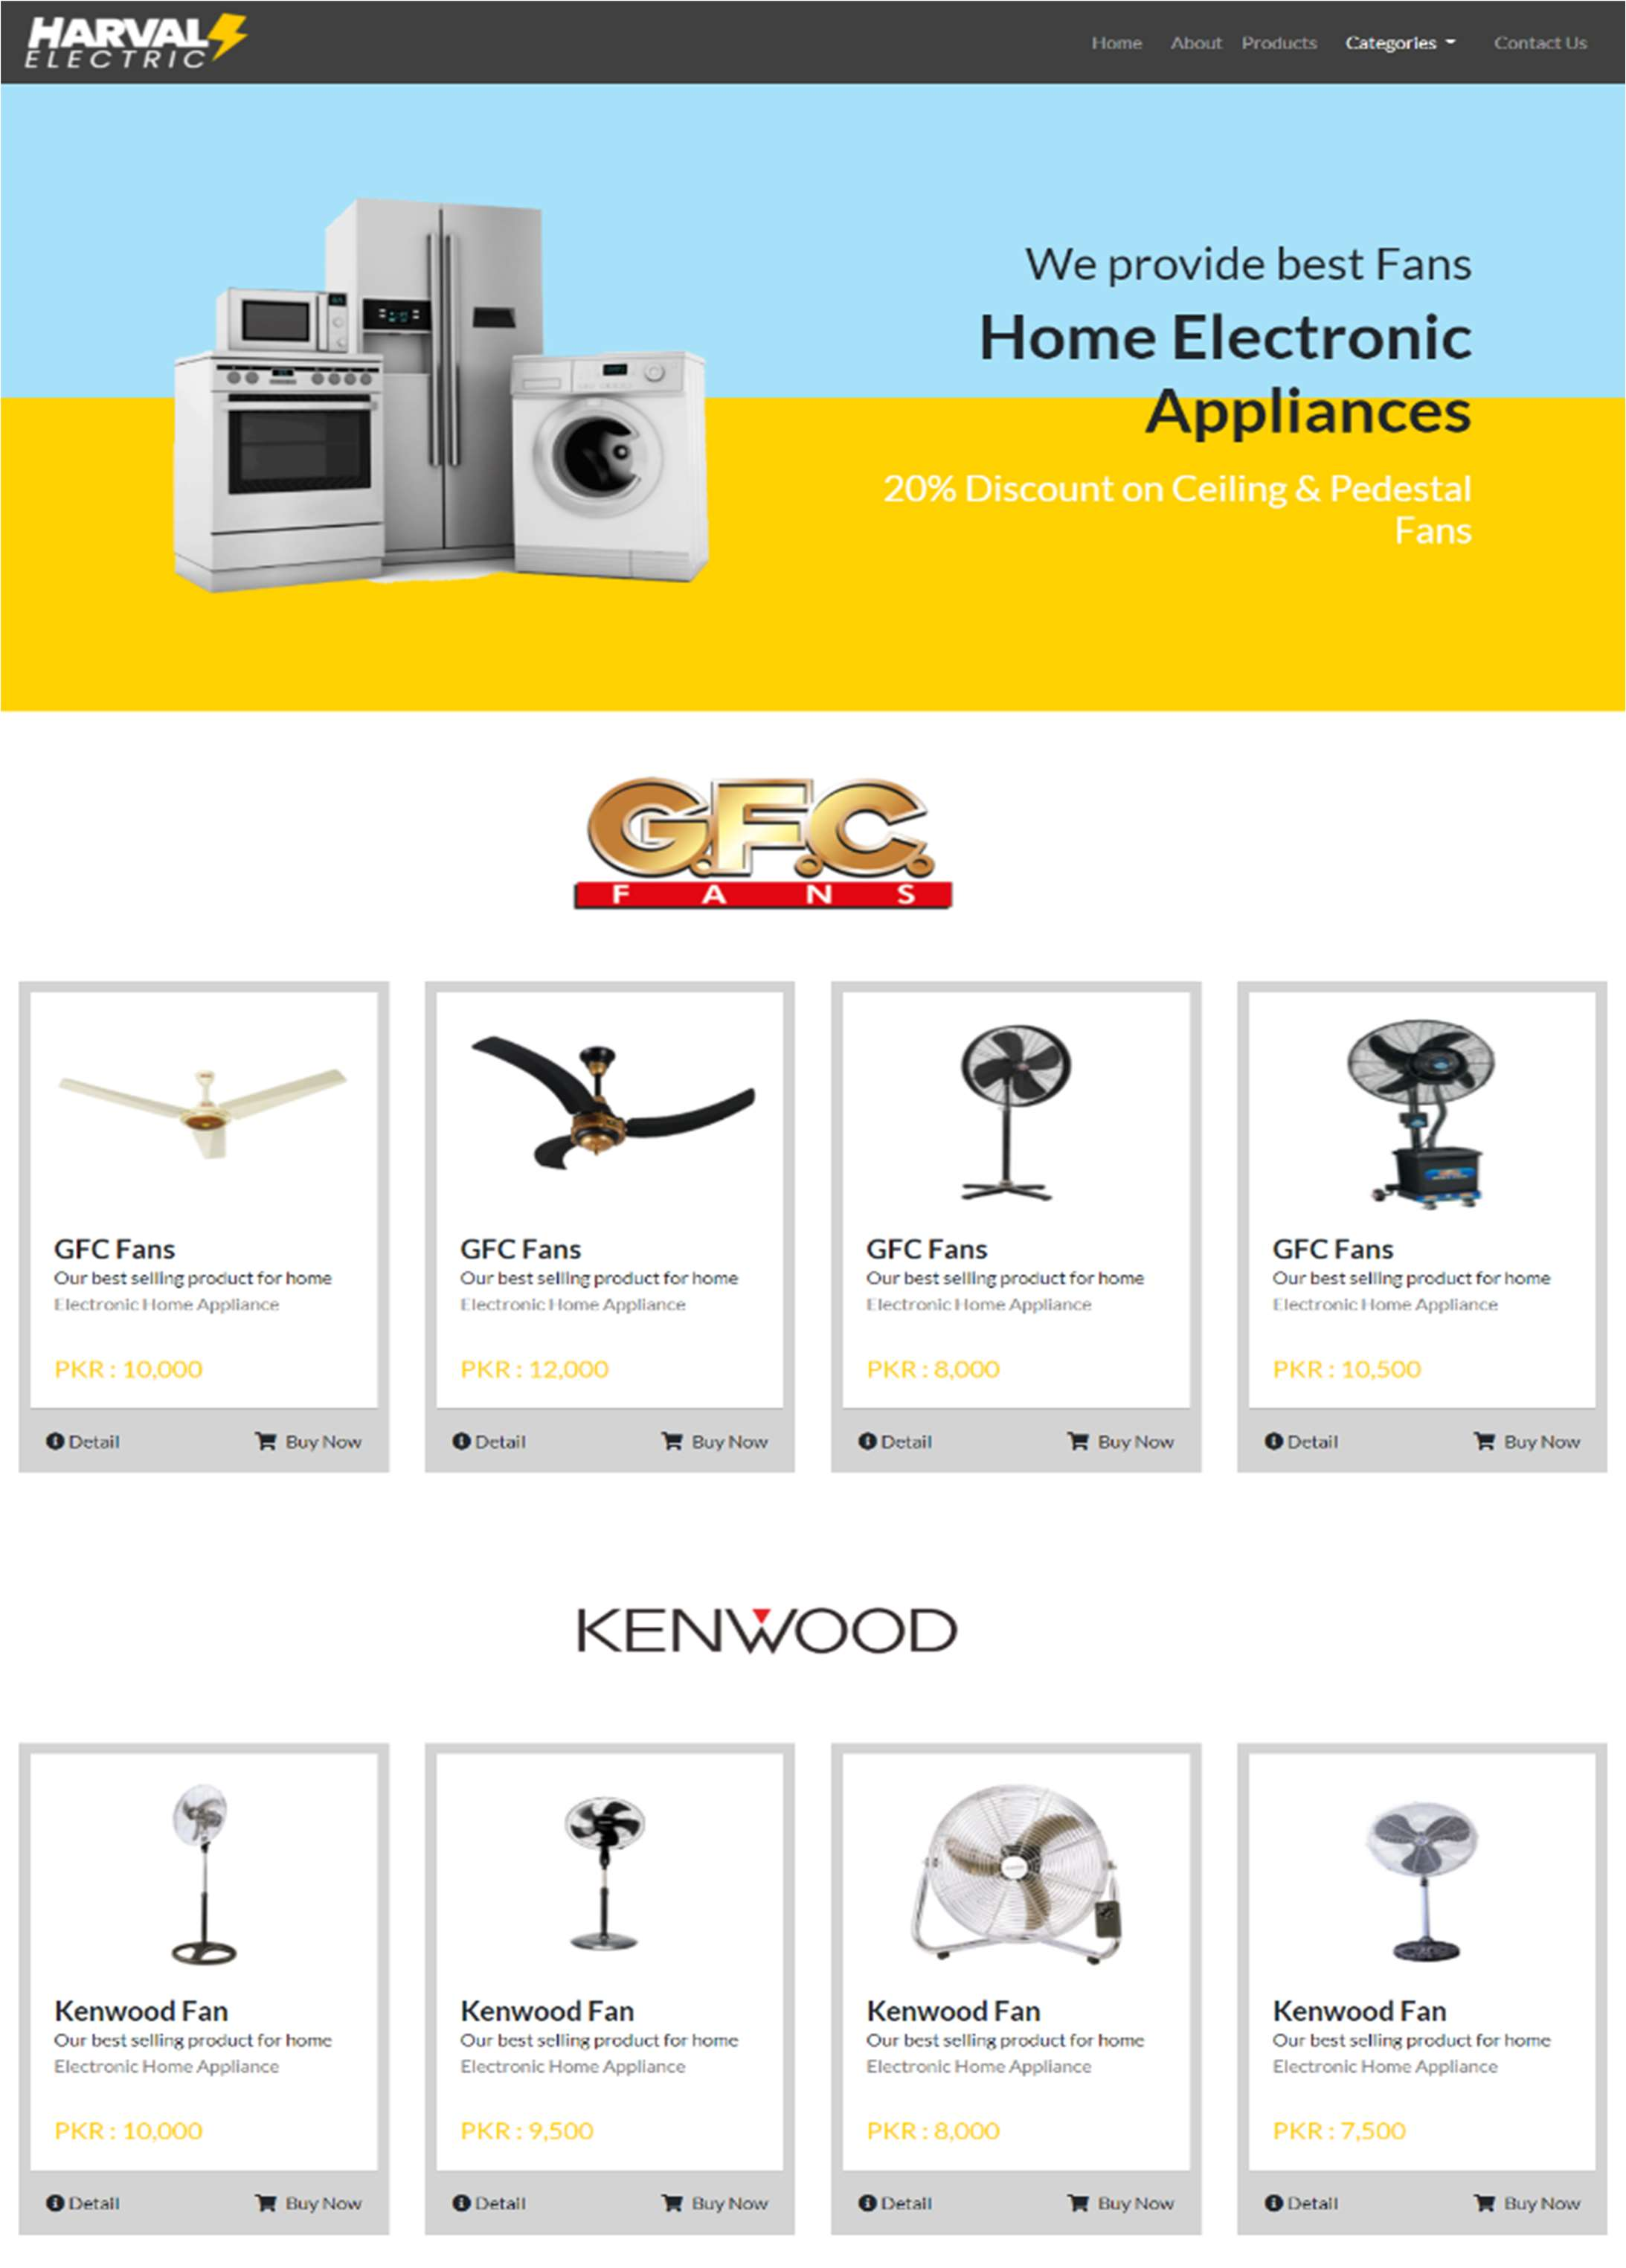 HARVAL
ELECTRIC
Home About Products Categories Contact Us
We provide best Fans
Home Electronic
Appliances
20% Discount on Ceiling & Pedestal
Fans
G.F.C.
FANS
GFC Fans GFC Fans GFC Fans GFC Fans
Our best selling product for home Our best selling product for home Our best selling product for home Our best selling product for home
Electronic Home Appliance Electronic Home Appliance Electronic Home Appliance Electronic Home Appliance
PKR : 10,000 PKR : 12,000 PKR : 8,000 PKR : 10,500
Detail Buy Now Detail Buy Now Detail Buy Now Detail Buy Now
KENWOOD
Kenwood Fan Kenwood Fan Kenwood Fan Kenwood Fan
Our best selling product for home Our best selling product for home Our best selling product for home Our best selling product for home
Electronic Home Appliance Electronic Home Appliance Electronic Home Appliance Electronic Home Appliance
PKR : 10,000 PKR : 9,500 PKR : 8,000 PKR : 7,500
Detail Buy Now Detail Buy Now Detail Buy Now Detail Buy Now